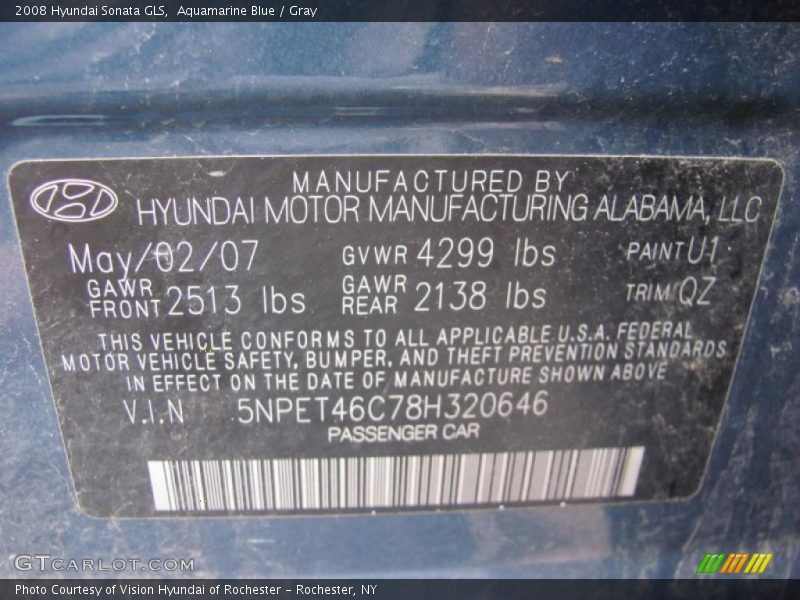 2008 Hyundai Sonata GLS,  Aquamarine Blue / Gray
MANUFACTURED BY
HYUNDAI MOTOR MANUFACTURING ALABAMA, LLC
May/02/07 GVWR 4299 lbs PAINT U1
GAWR FRONT 2513 lbs GAWR REAR 2138 lbs TRIM QZ
THIS VEHICLE CONFORMS TO ALL APPLICABLE U.S.A. FEDERAL
MOTOR VEHICLE SAFETY, BUMPER, AND THEFT PREVENTION STANDARDS
IN EFFECT ON THE DATE OF MANUFACTURE SHOWN ABOVE
V.I.N 5NPET46C78H320646
PASSENGER CAR
GTCARLOT.COM
Photo Courtesy of Vision Hyundai of Rochester – Rochester, NY